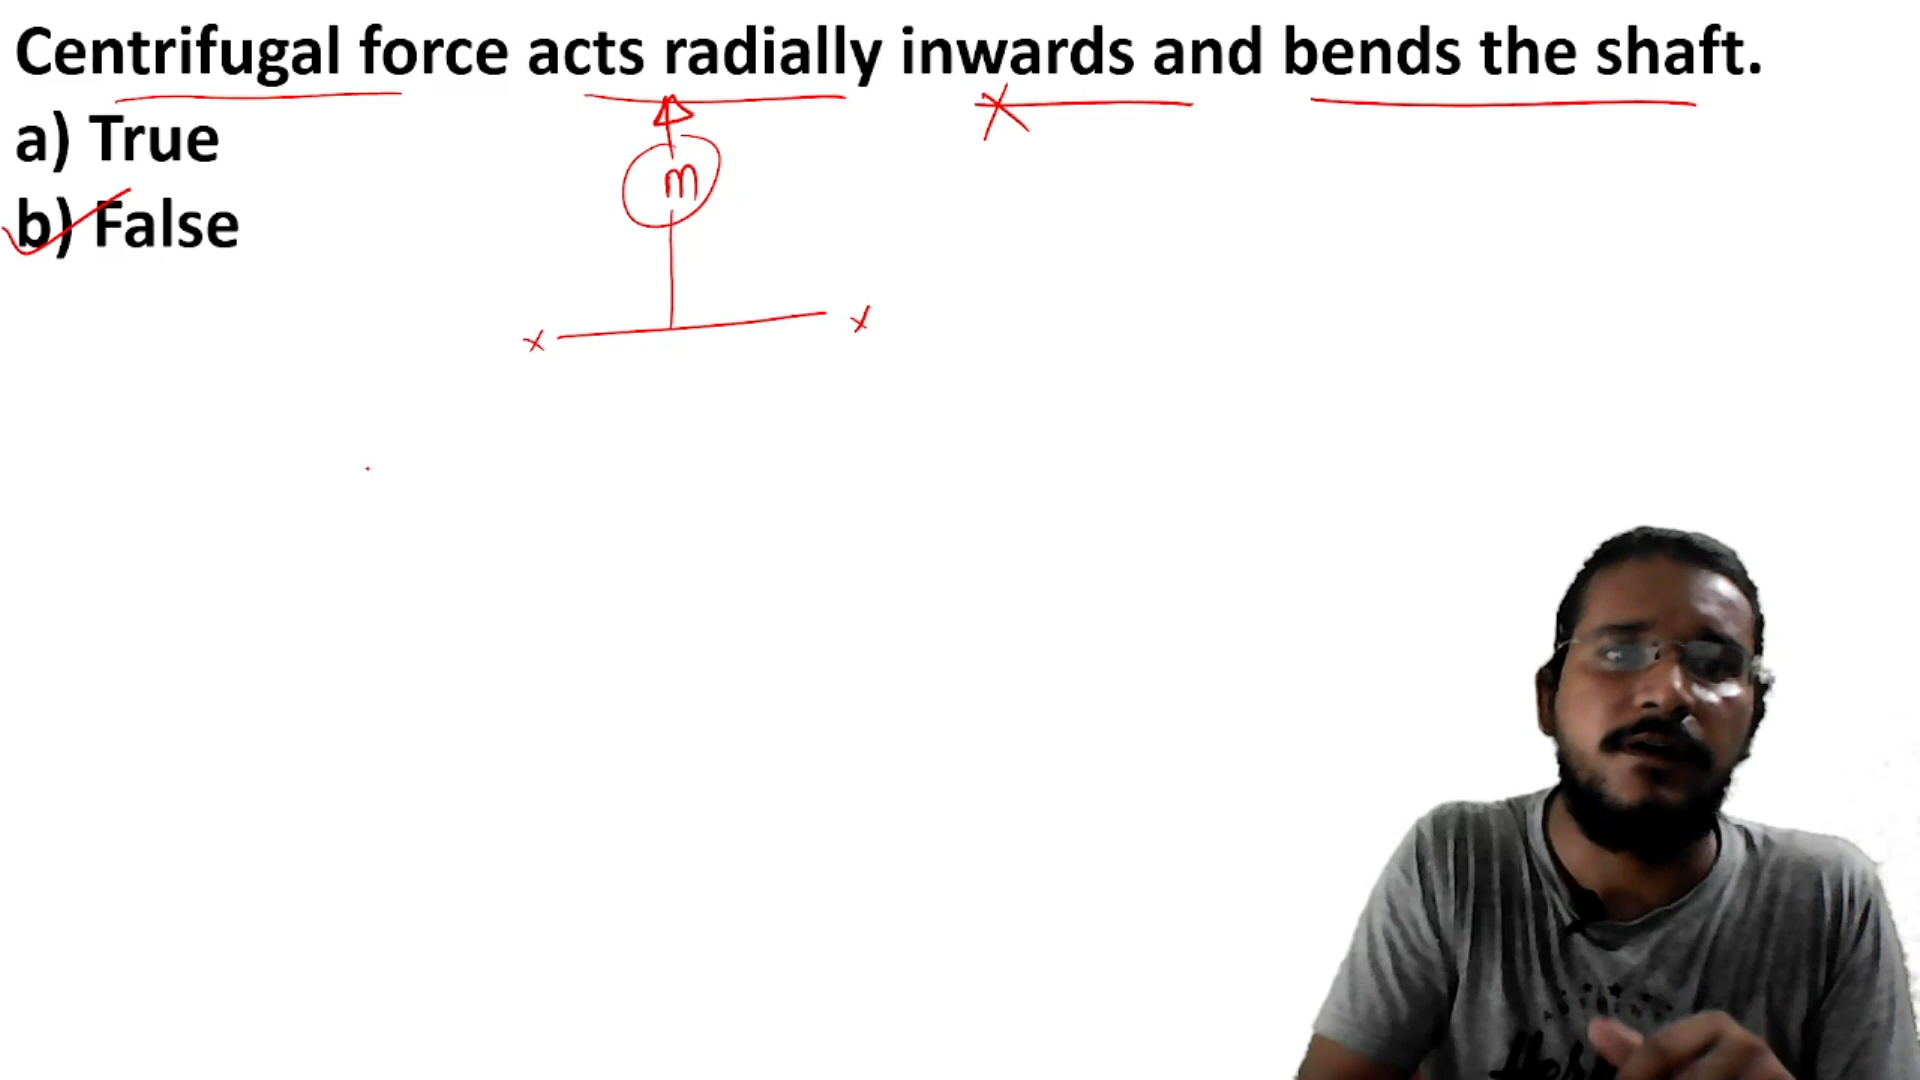 Centrifugal force acts radially inwards and bends the shaft.
a) True
m
b) False
x x